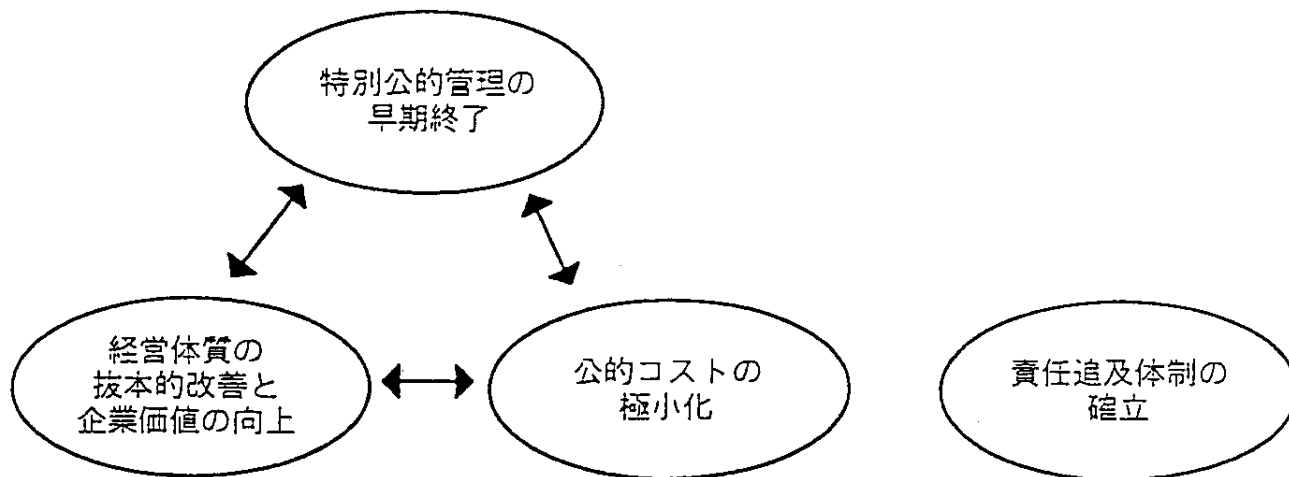 特別公的管理の
早期終了
経営体質の
抜本的改善と
企業価値の向上
公的コストの
極小化
責任追及体制の
確立